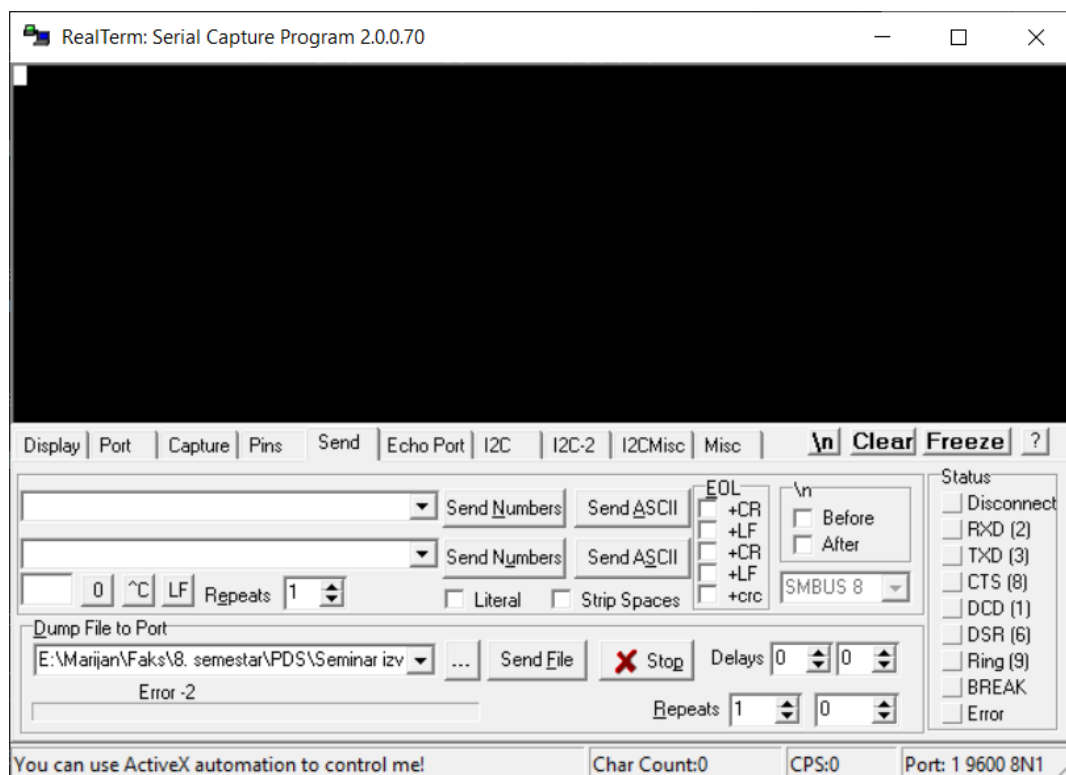 RealTerm: Serial Capture Program 2.0.0.70
Display Port Capture Pins Send Echo Port I2C I2C-2 I2CMisc Misc \n Clear Freeze ?
Send Numbers Send ASCII
Send Numbers Send ASCII
0 ^C LF Repeats 1
Literal Strip Spaces
EOL
+CR
+LF
+CR
+LF
+crc
\n
Before
After
SMBUS 8
Status
Disconnect
RXD (2)
TXD (3)
CTS (8)
DCD (1)
DSR (6)
Ring (9)
BREAK
Error
Dump File to Port
E:\Marijan\Faks\8. semestar\PDS\Seminar izv ... Send File Stop Delays 0 0
Error -2
Repeats 1 0
You can use ActiveX automation to control me! Char Count:0 CPS:0 Port: 1 9600 8N1